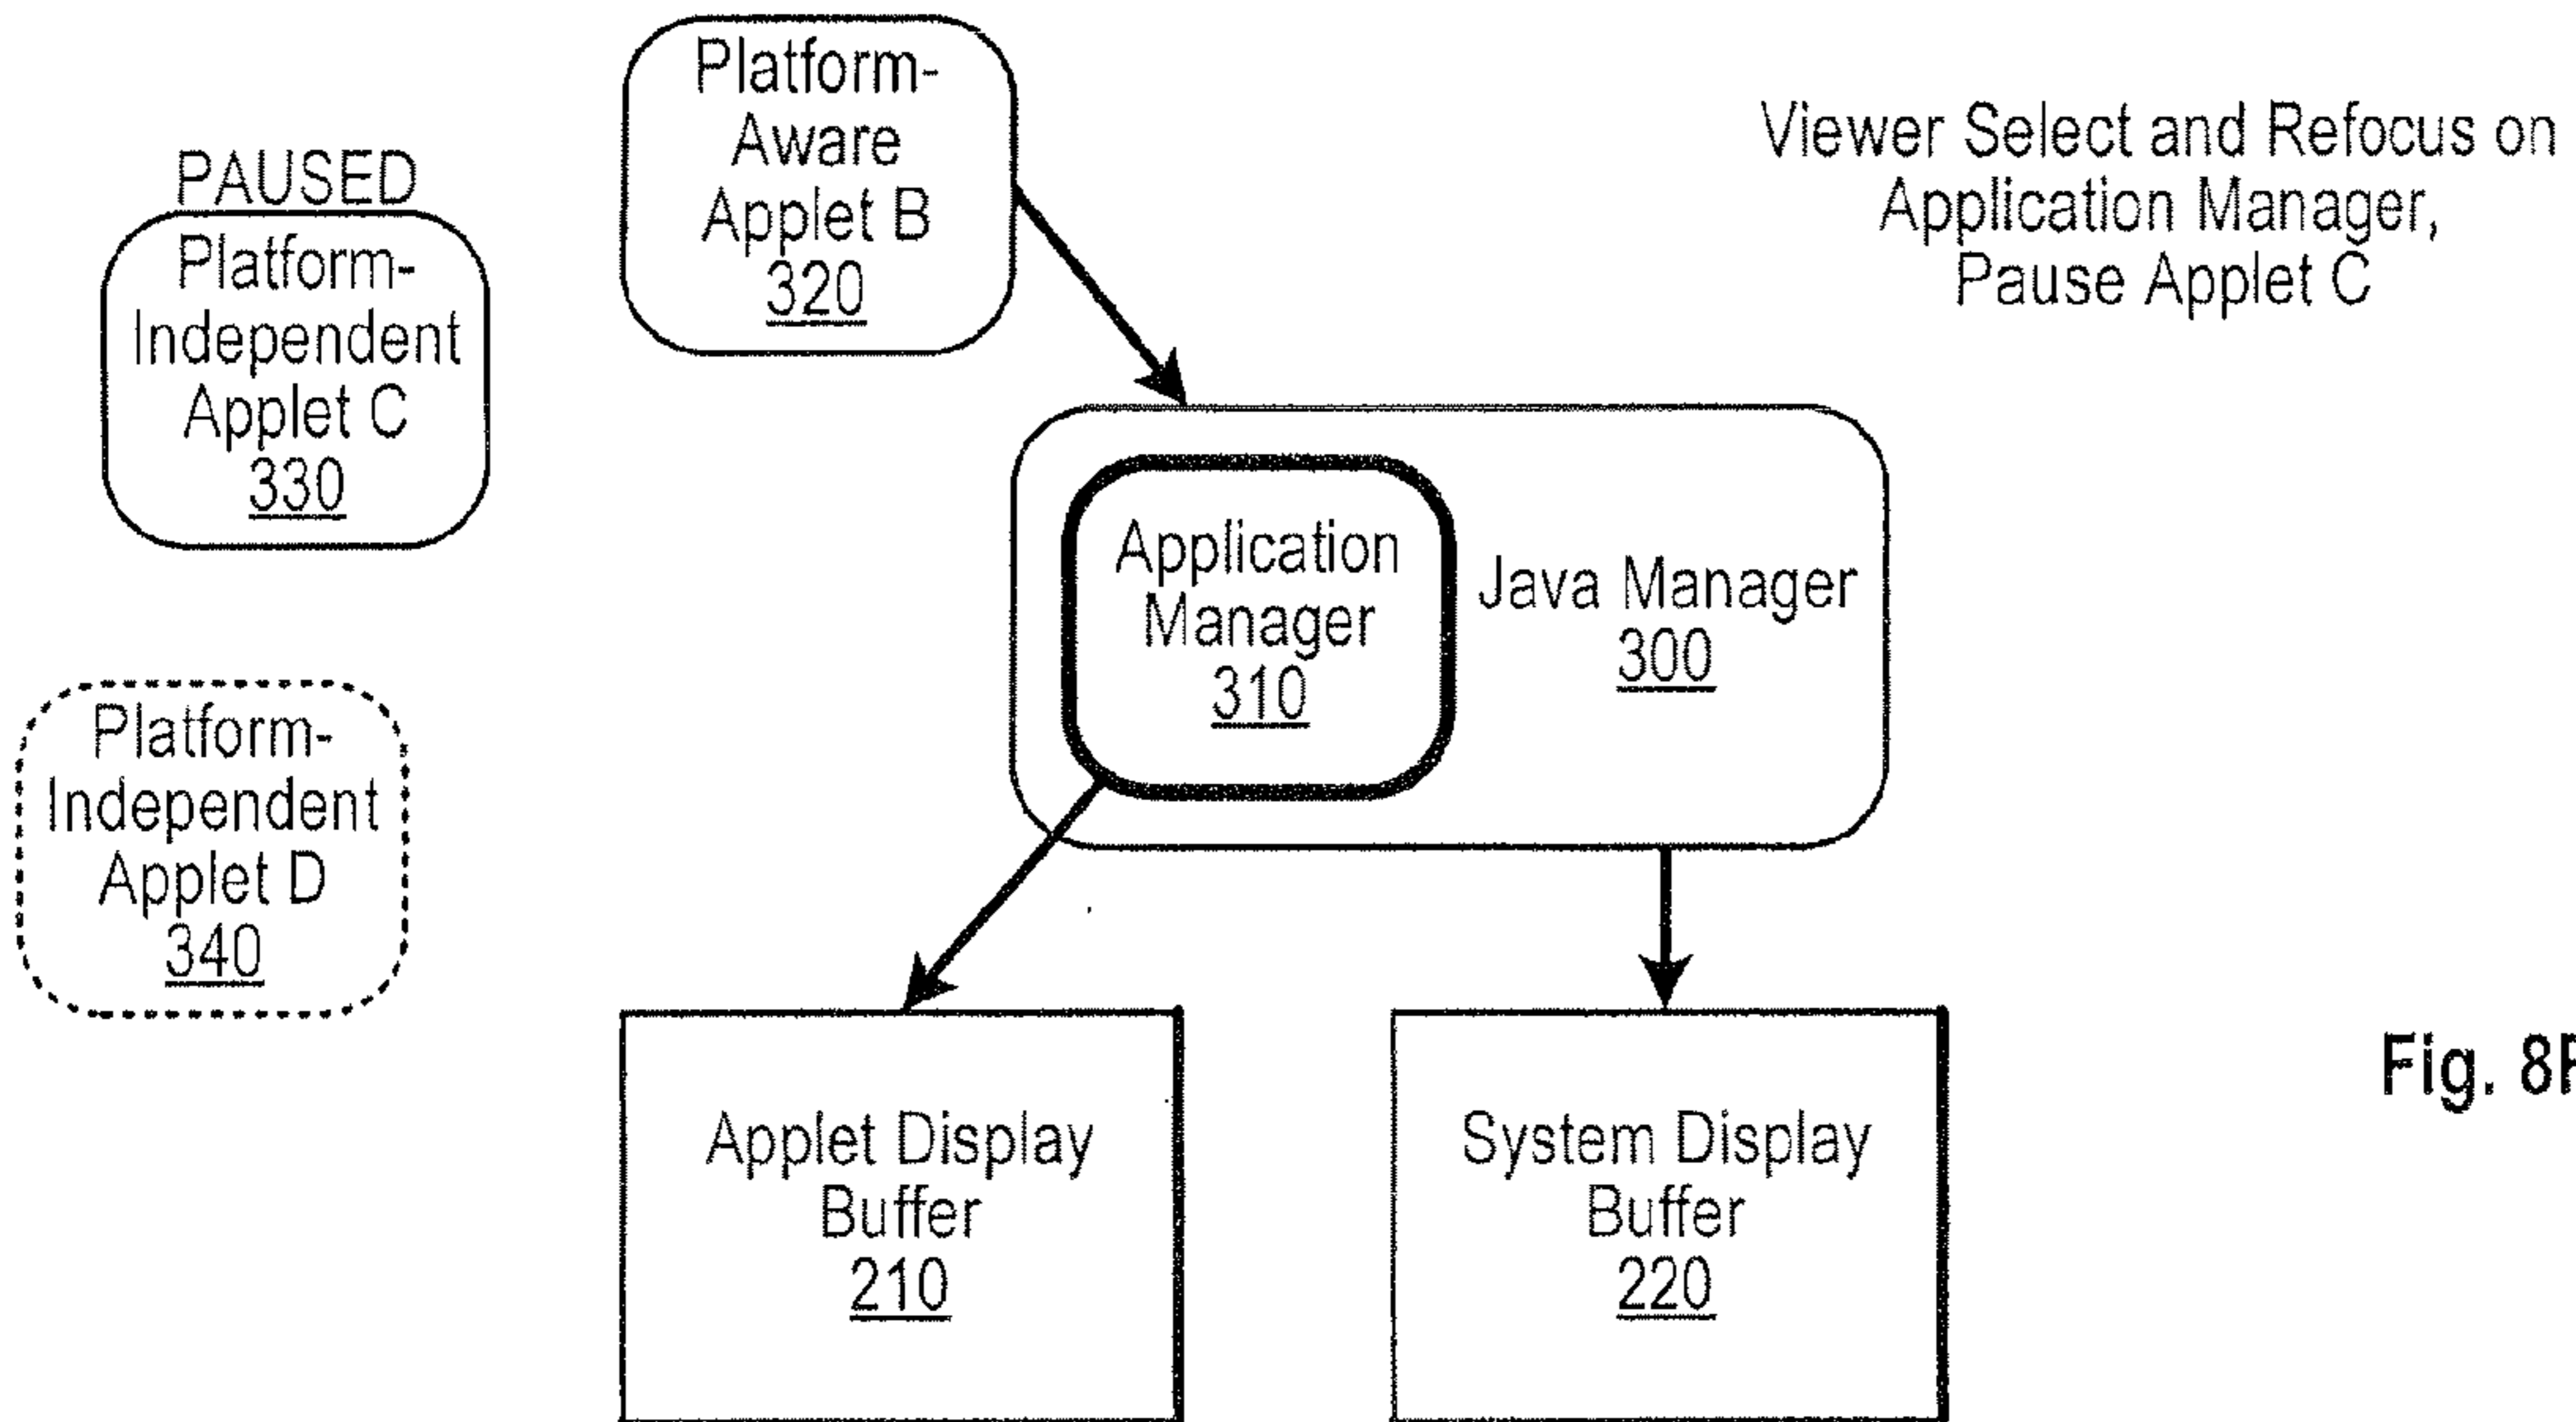 Platform-
Aware
Applet B
320
Viewer Select and Refocus on
Application Manager,
Pause Applet C
PAUSED
Platform-
Independent
Applet C
330
Application
Manager
310
Java Manager
300
Platform-
Independent
Applet D
340
Applet Display
Buffer
210
System Display
Buffer
220
Fig.